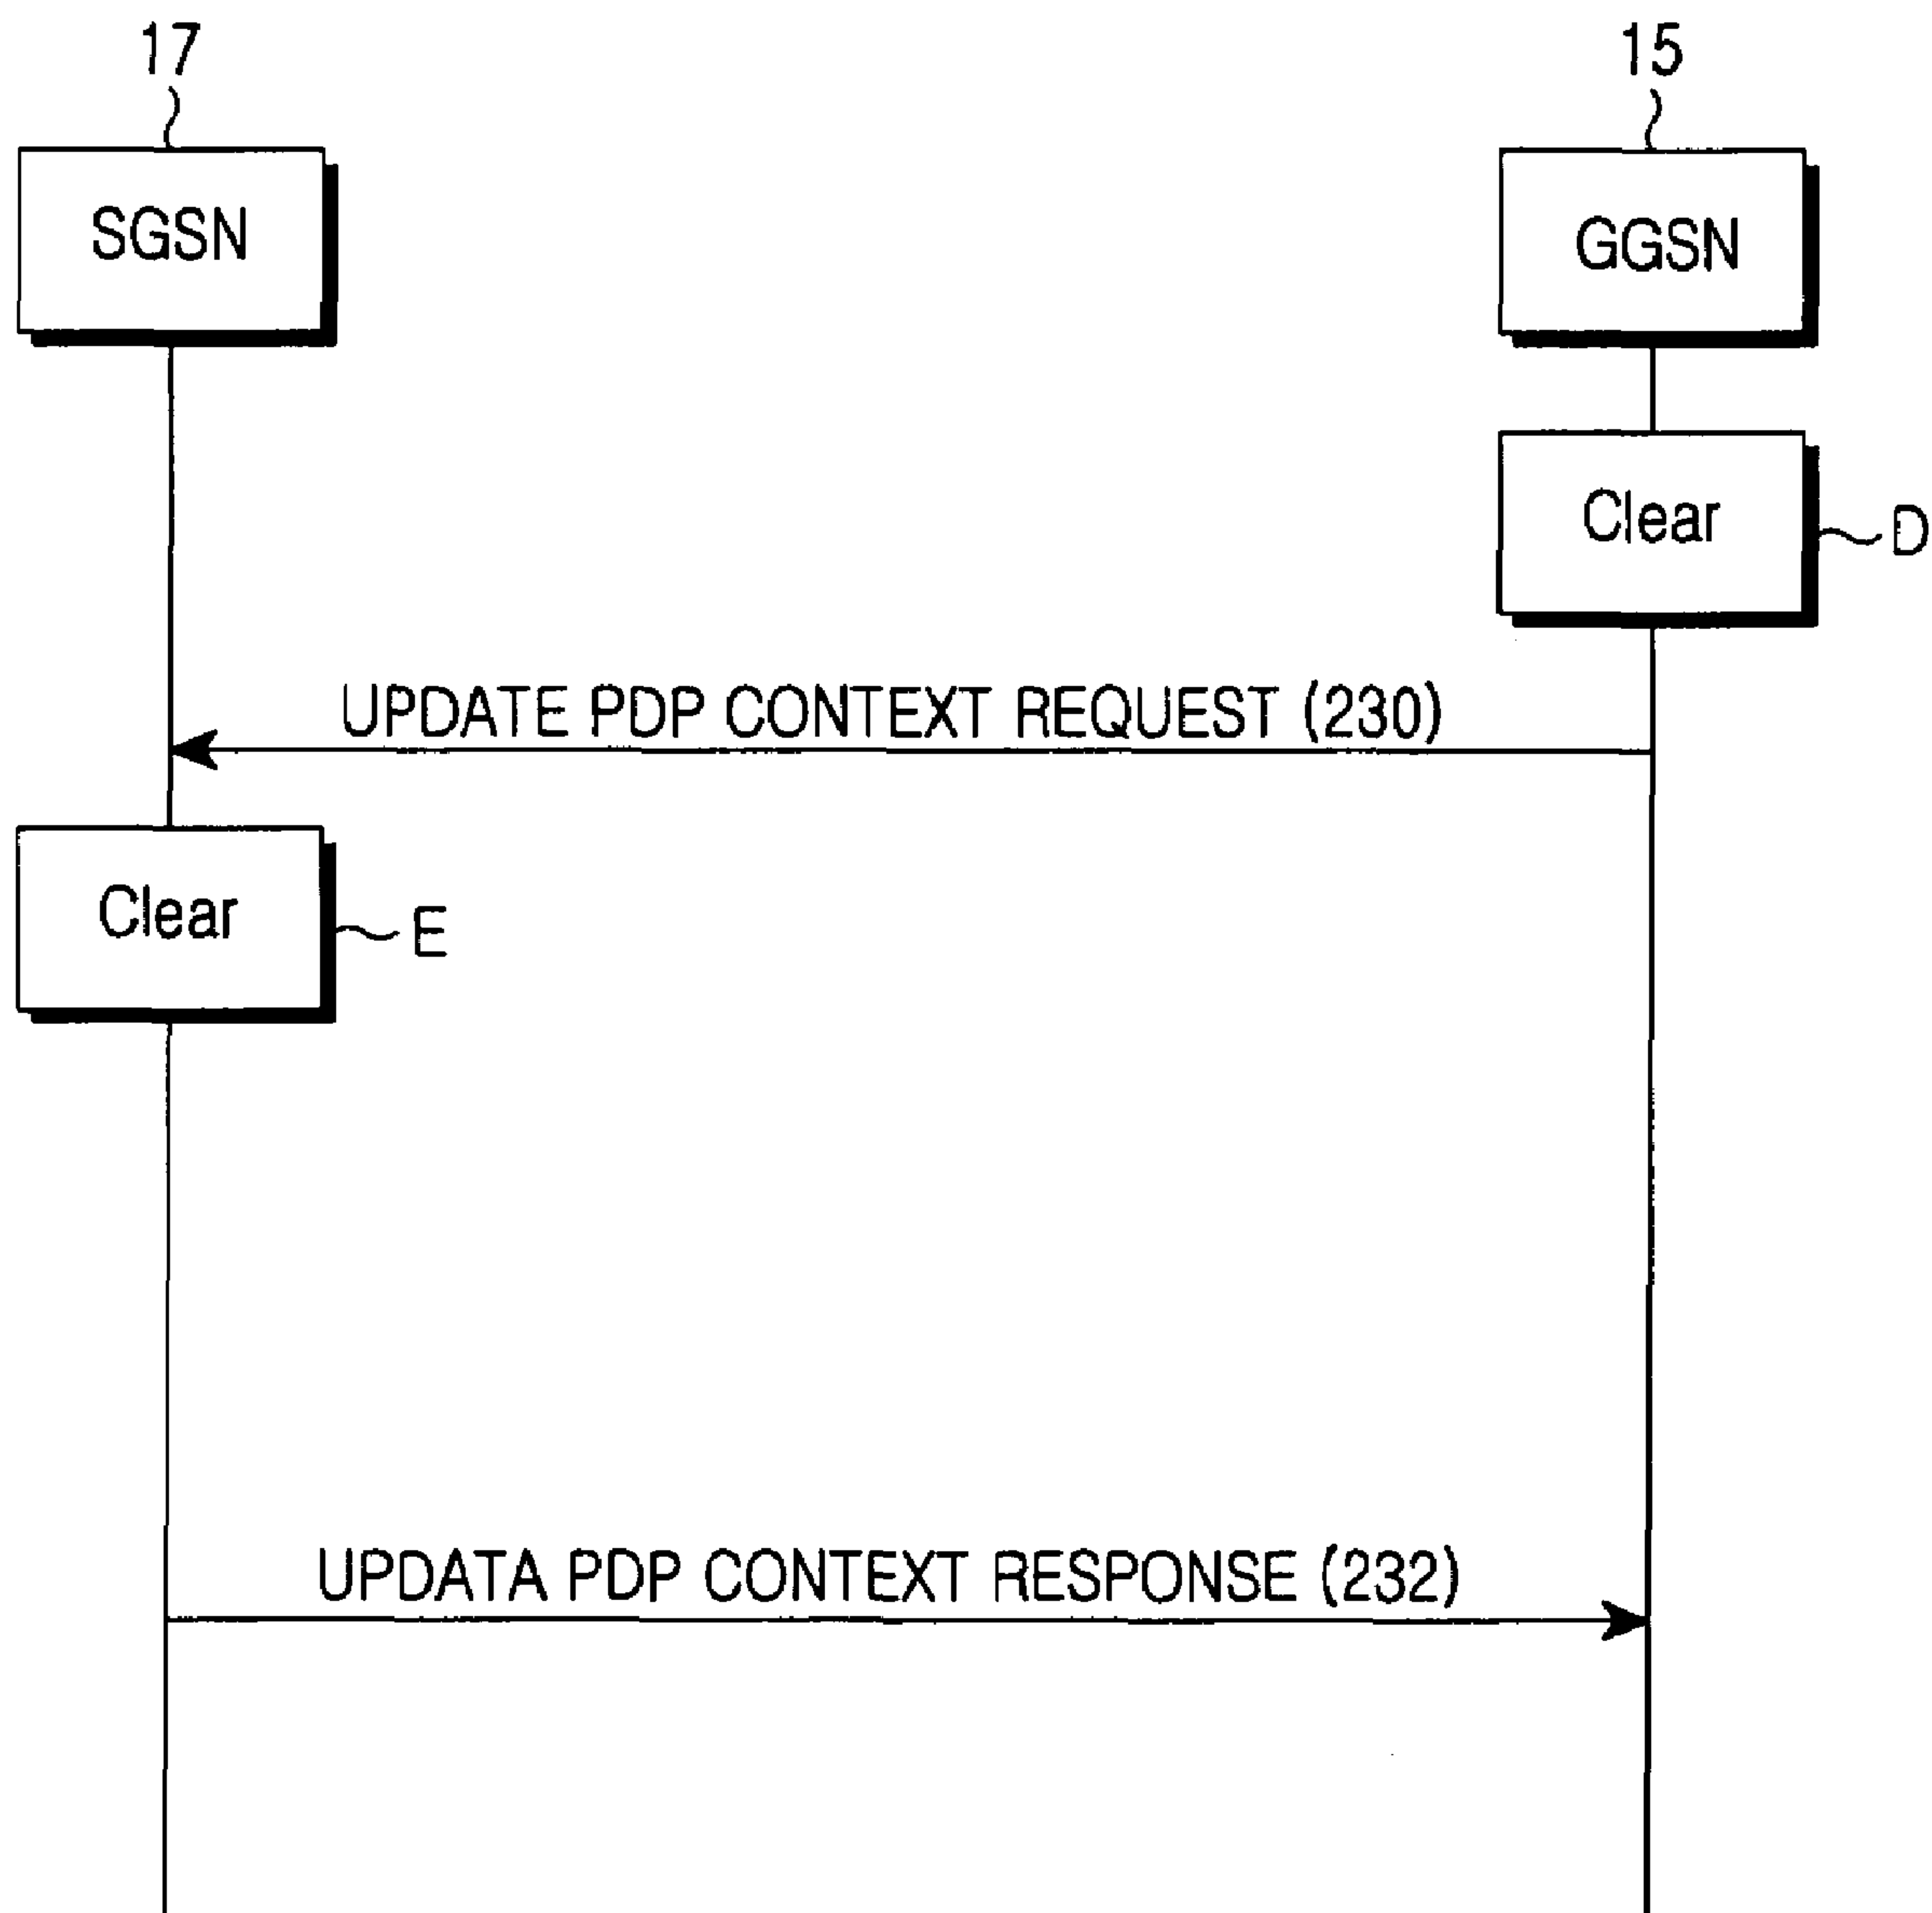 17
15
SGSN
GGSN
Clear
D
UPDATE PDP CONTEXT REQUEST (230)
Clear
E
UPDATA PDP CONTEXT RESPONSE (232)